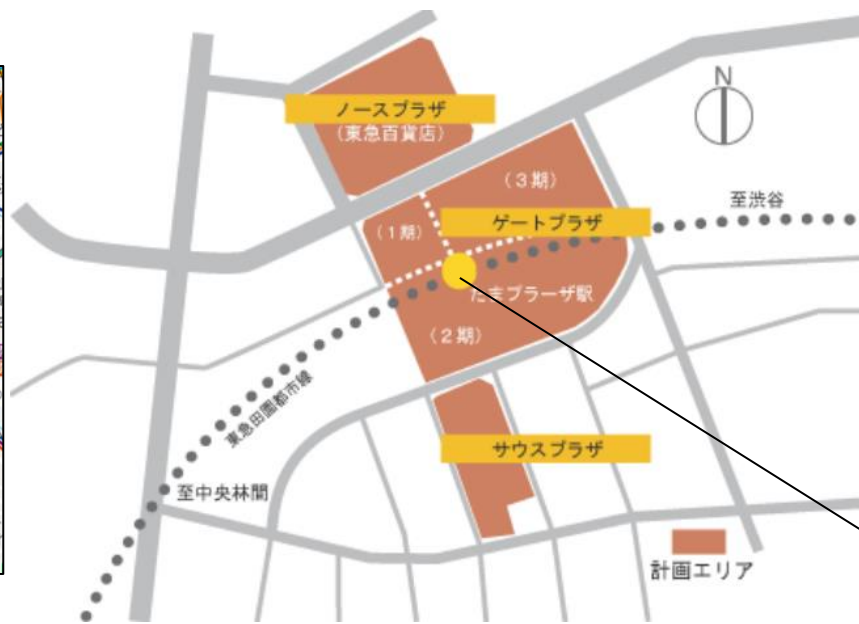 ノースプラザ
(東急百貨店)
N
(3期)
至渋谷
ゲートプラザ
(1期)
たまプラーザ駅
(2期)
東急田園都市線
サウスプラザ
至中央林間
計画エリア